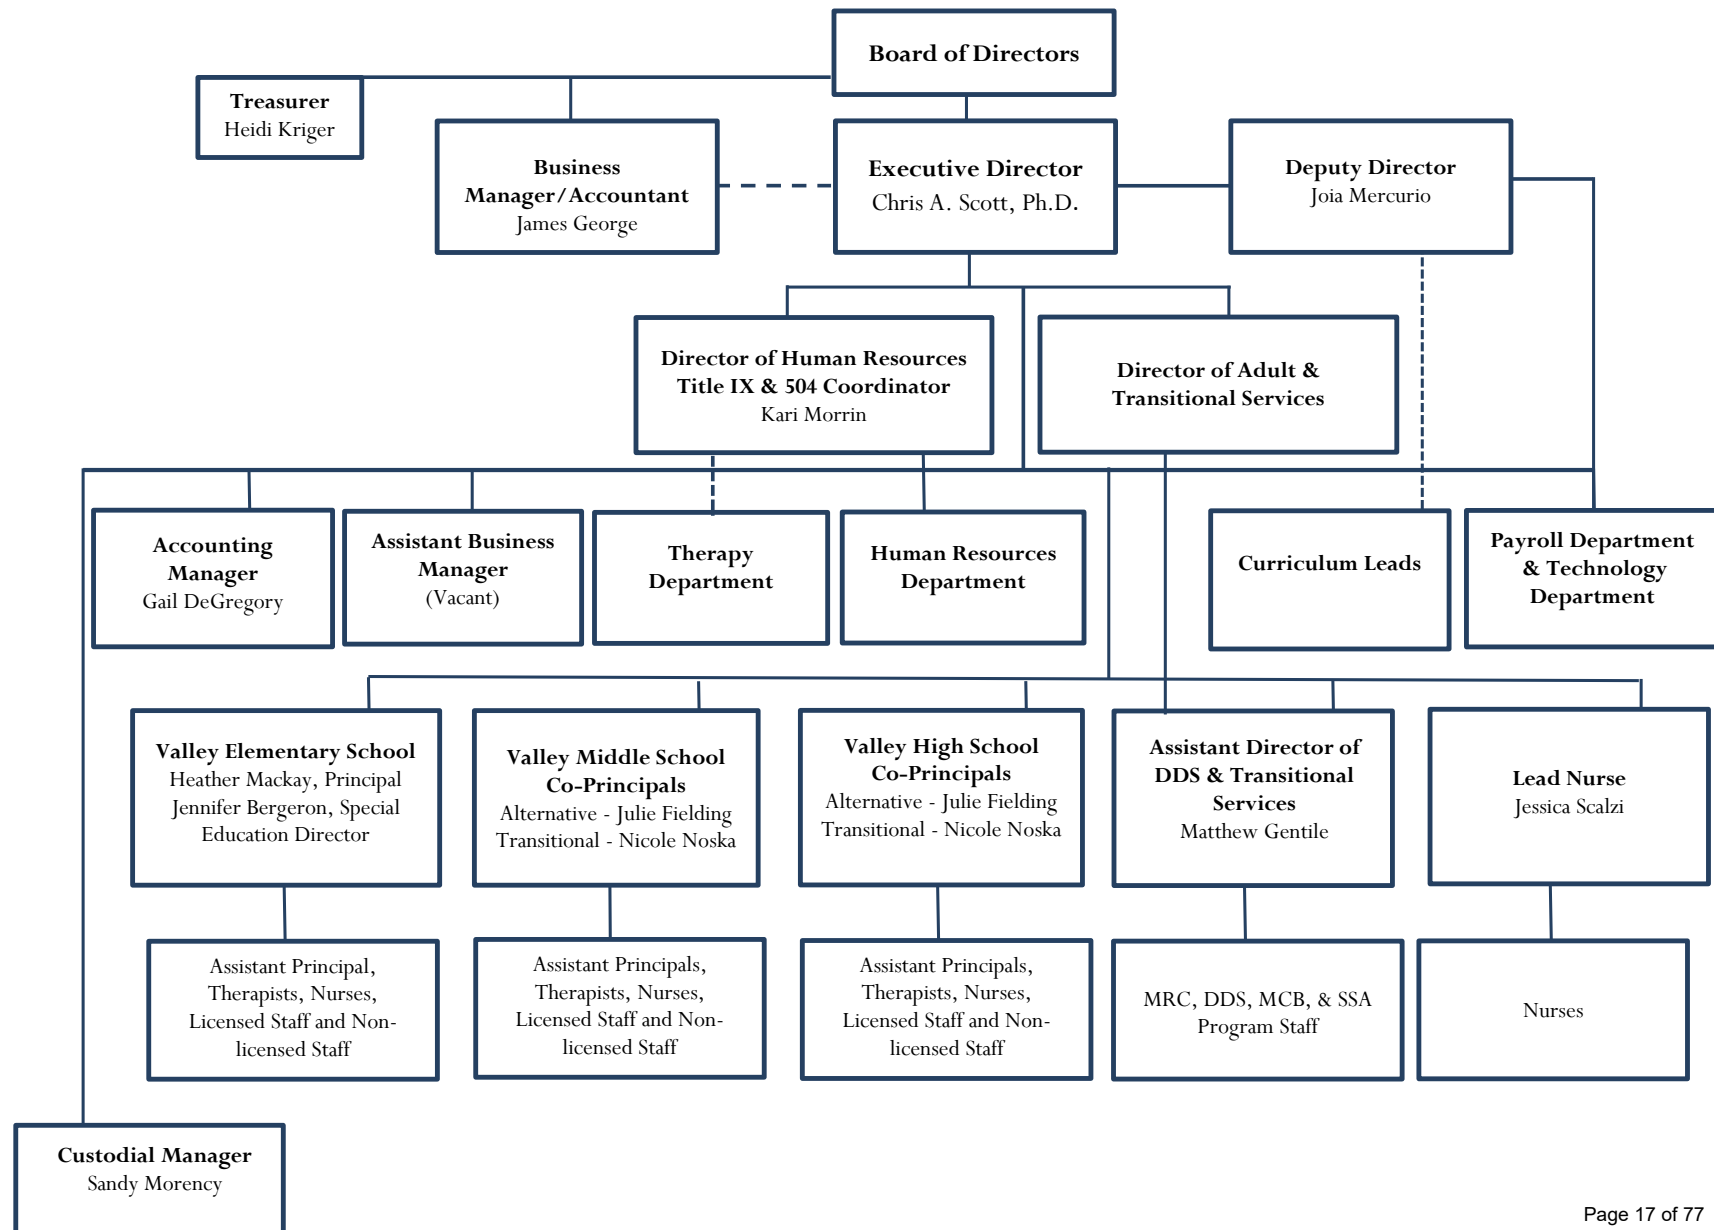 Board of Directors
Treasurer
Heidi Kriger
Business
Manager/Accountant
James George
Executive Director
Chris A. Scott, Ph.D.
Deputy Director
Joia Mercurio
Director of Human Resources
Title IX & 504 Coordinator
Kari Morrin
Director of Adult &
Transitional Services
Accounting
Manager
Gail DeGregory
Assistant Business
Manager
(Vacant)
Therapy
Department
Human Resources
Department
Curriculum Leads
Payroll Department
& Technology
Department
Valley Elementary School
Heather Mackay, Principal
Jennifer Bergeron, Special
Education Director
Valley Middle School
Co-Principals
Alternative - Julie Fielding
Transitional - Nicole Noska
Valley High School
Co-Principals
Alternative - Julie Fielding
Transitional - Nicole Noska
Assistant Director of
DDS & Transitional
Services
Matthew Gentile
Lead Nurse
Jessica Scalzi
Assistant Principal,
Therapists, Nurses,
Licensed Staff and Non-
licensed Staff
Assistant Principals,
Therapists, Nurses,
Licensed Staff and Non-
licensed Staff
Assistant Principals,
Therapists, Nurses,
Licensed Staff and Non-
licensed Staff
MRC, DDS, MCB, & SSA
Program Staff
Nurses
Custodial Manager
Sandy Morency
Page 17 of 77